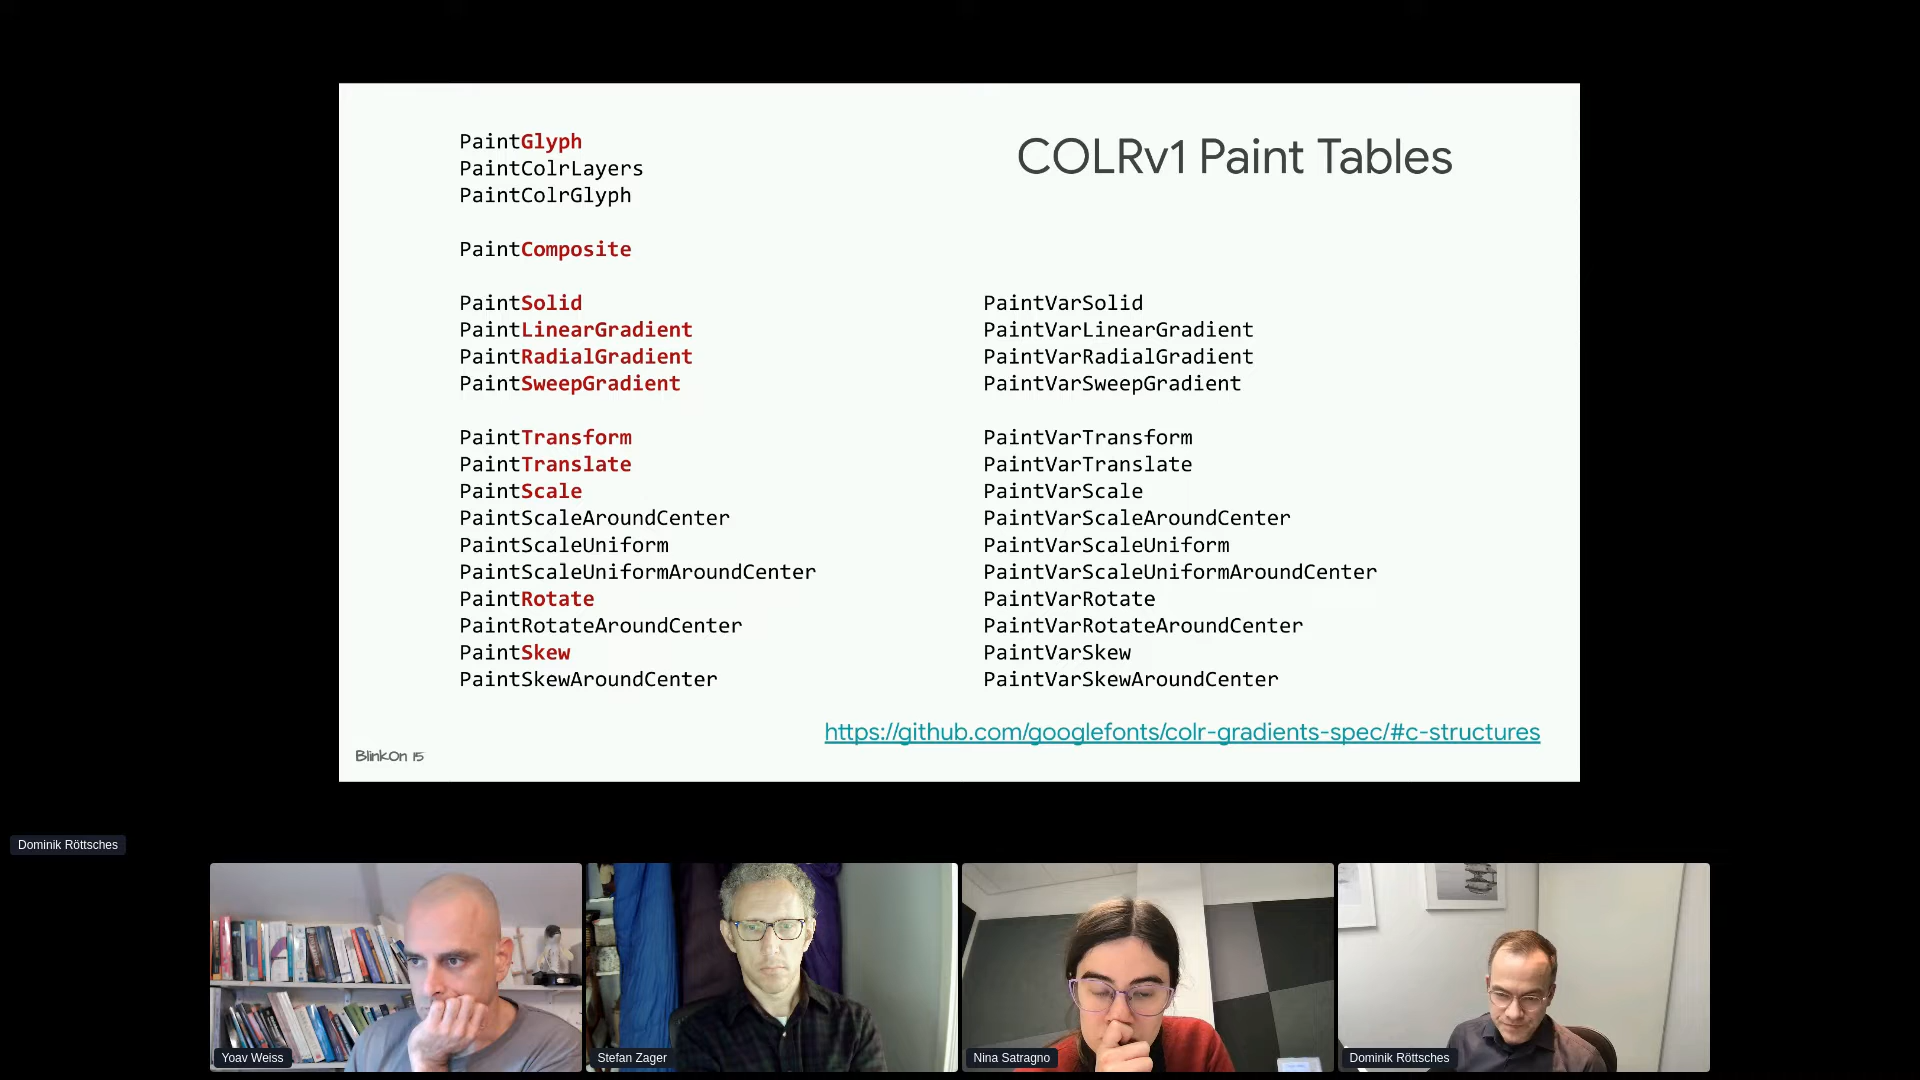 COLRv1 Paint Tables
PaintGlyph
PaintColrLayers
PaintColrGlyph
PaintComposite
PaintSolid
PaintLinearGradient
PaintRadialGradient
PaintSweepGradient
PaintTransform
PaintTranslate
PaintScale
PaintScaleAroundCenter
PaintScaleUniform
PaintScaleUniformAroundCenter
PaintRotate
PaintRotateAroundCenter
PaintSkew
PaintSkewAroundCenter
PaintVarSolid
PaintVarLinearGradient
PaintVarRadialGradient
PaintVarSweepGradient
PaintVarTransform
PaintVarTranslate
PaintVarScale
PaintVarScaleAroundCenter
PaintVarScaleUniform
PaintVarScaleUniformAroundCenter
PaintVarRotate
PaintVarRotateAroundCenter
PaintVarSkew
PaintVarSkewAroundCenter
https://github.com/googlefonts/colr-gradients-spec/#c-structures
BlinkOn 15
Dominik Röttsches
Yoav Weiss
Stefan Zager
Nina Satragno
Dominik Röttsches